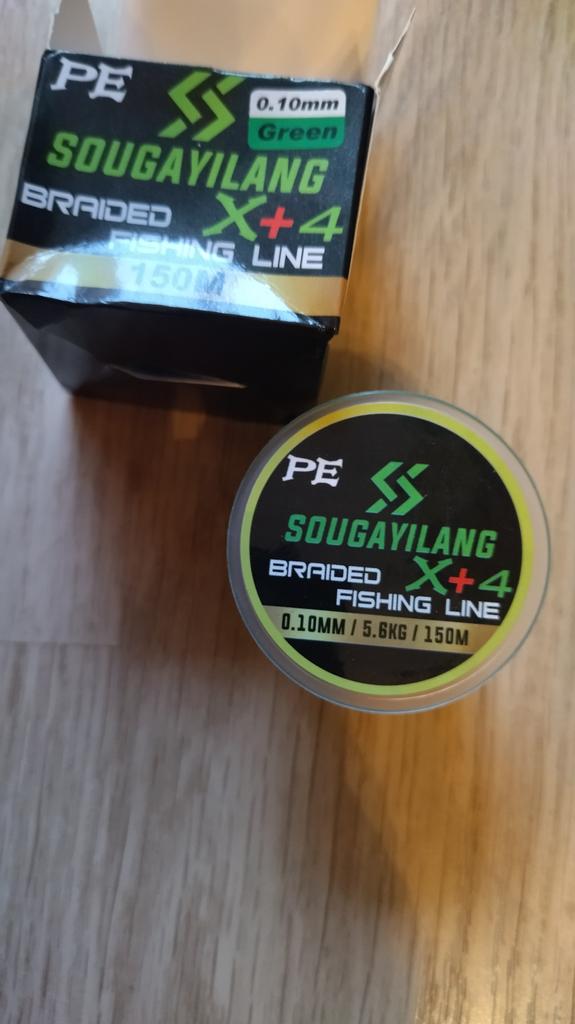 PE
0.10mm
Green
SOUGAYILANG
BRAIDED X+4
FISHING LINE
150M
PE
SOUGAYILANG
BRAIDED X+4
FISHING LINE
0.10MM / 5.6KG / 150M